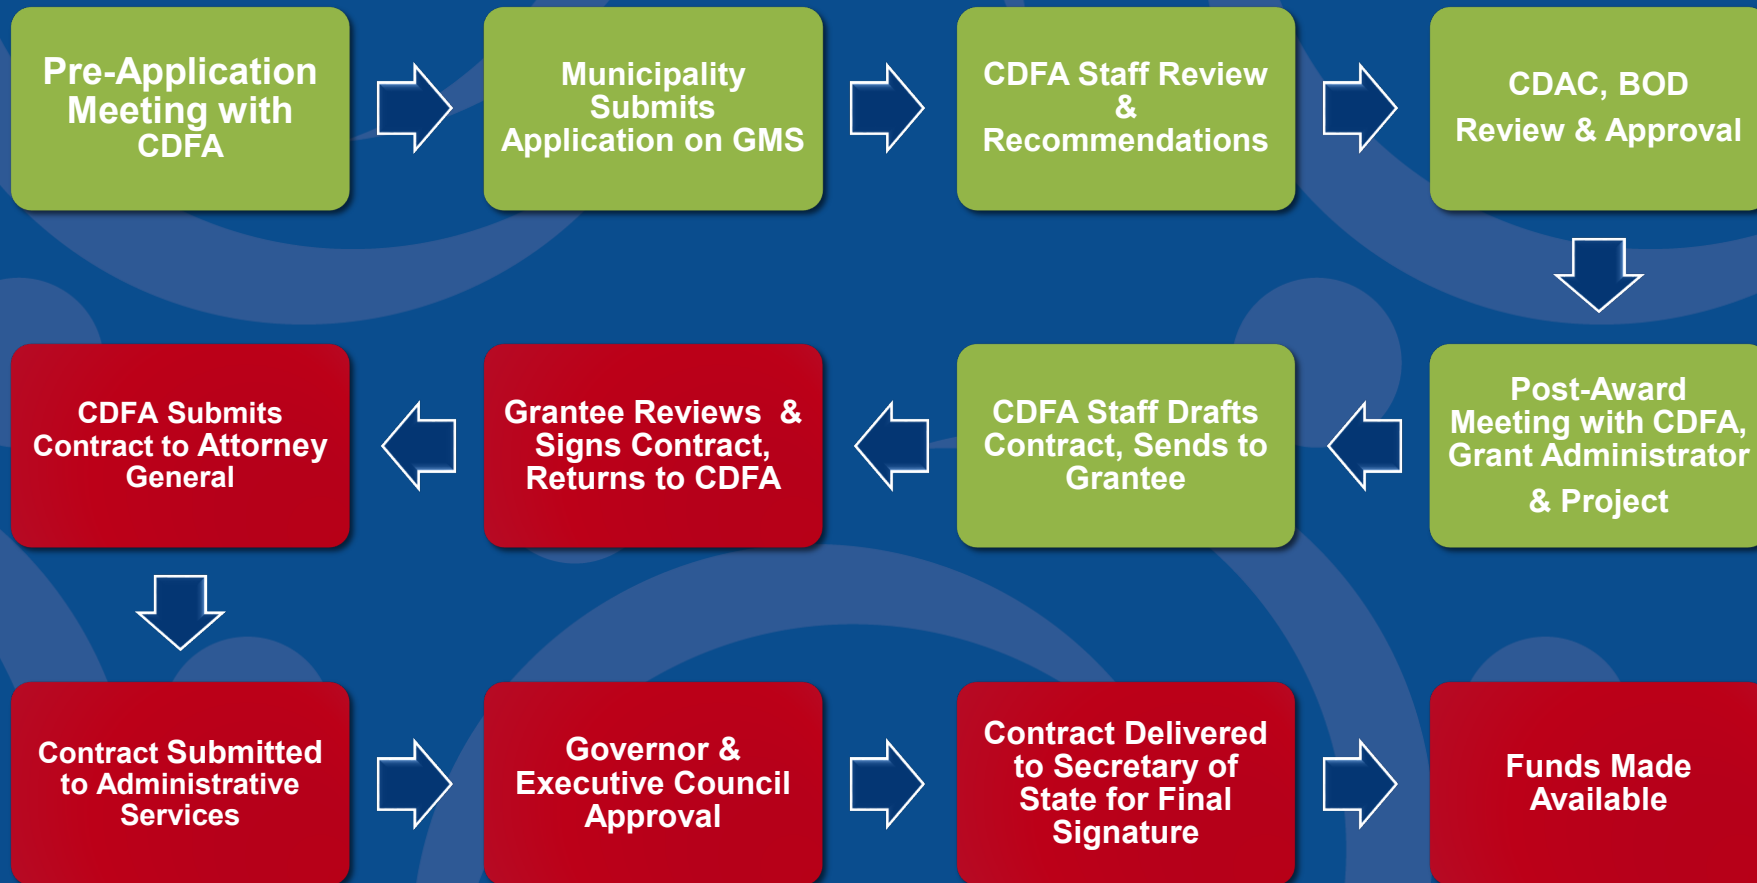 Pre-Application
Meeting with
CDFA
Municipality
Submits
Application on GMS
CDFA Staff Review
&
Recommendations
CDAC, BOD
Review & Approval
Post-Award
Meeting with CDFA,
Grant Administrator
& Project
CDFA Staff Drafts
Contract, Sends to
Grantee
Grantee Reviews &
Signs Contract,
Returns to CDFA
CDFA Submits
Contract to Attorney
General
Contract Submitted
to Administrative
Services
Governor &
Executive Council
Approval
Contract Delivered
to Secretary of
State for Final
Signature
Funds Made
Available